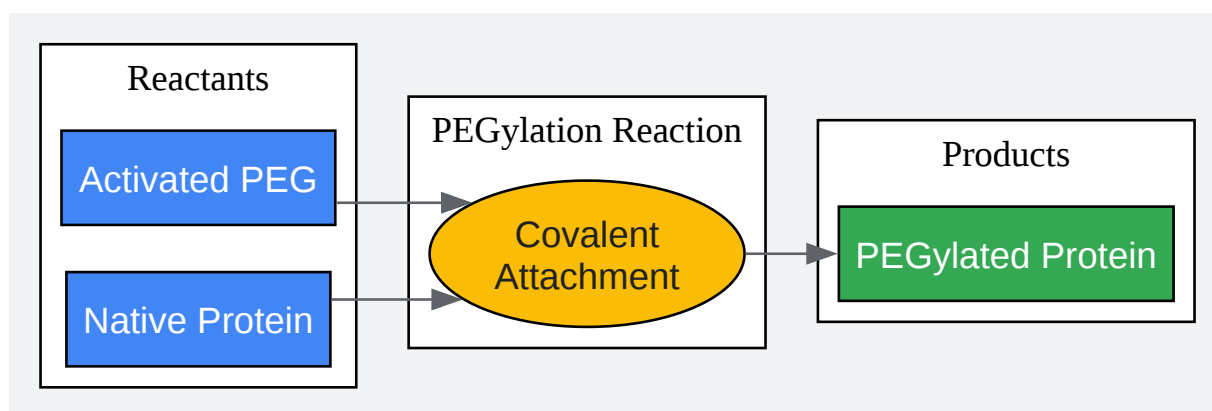 Reactants
Activated PEG
Native Protein
PEGylation Reaction
Covalent
Attachment
Products
PEGylated Protein